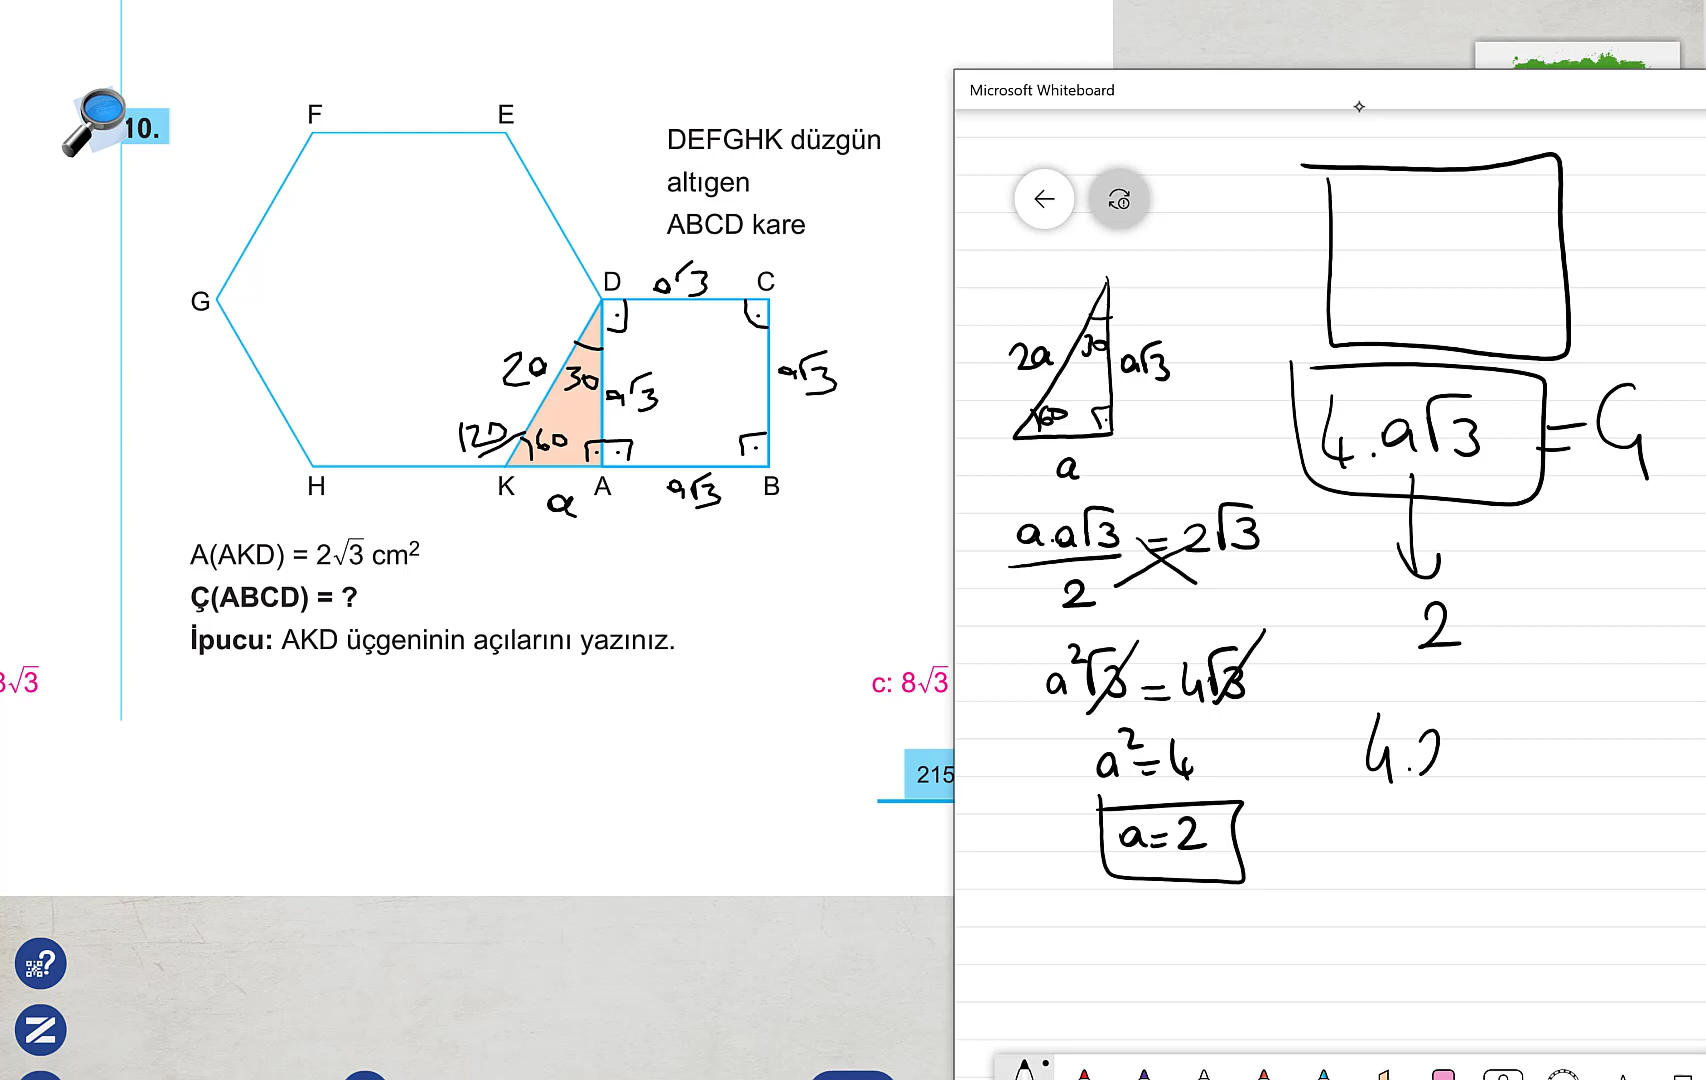 10.
F
E
DEFGHK düzgün
altıgen
ABCD kare
G
D
a√3
C
2a
30
a√3
a√3
120
60
H
K
A
B
a
a√3
A(AKD) = 2√3 cm²
Ç(ABCD) = ?
İpucu: AKD üçgeninin açılarını yazınız.
3√3
c: 8√3
215
Microsoft Whiteboard
2a
30
a√3
60
a
a.a√3 = 2√3
2
a²√3 = 4√3
a² = 4
a = 2
4.a√3 = Ç
2
4.2